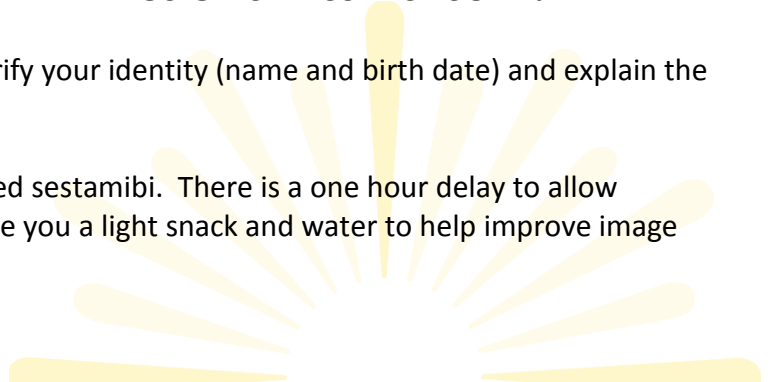 rify your identity (name and birth date) and explain the
ed sestamibi.  There is a one hour delay to allow
e you a light snack and water to help improve image